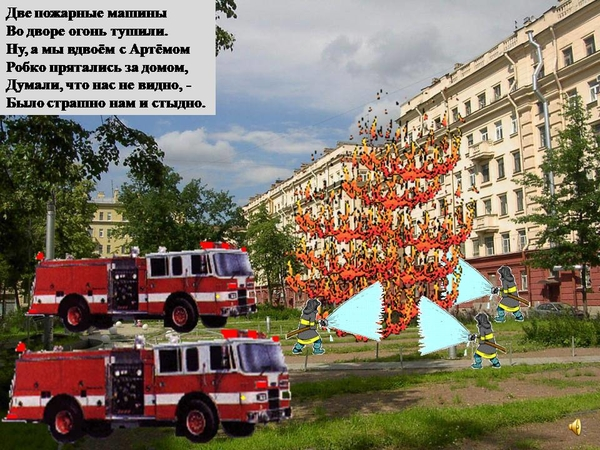 Две пожарные машины
Во дворе огонь тушили.
Ну, а мы вдвоём с Артёмом
Робко прятались за домом,
Думали, что нас не видно, -
Было страшно нам и стыдно.